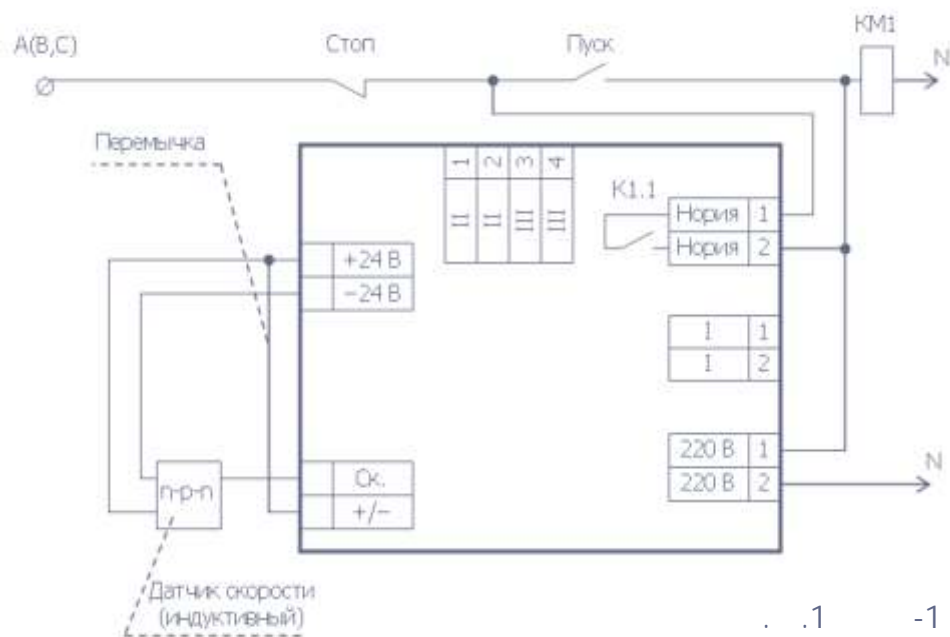 КМ1
А(В,С) Стоп Пуск N
Перемычка
1 2 3 4
II II III III
К1.1
Нория 1
Нория 2
+24 В
−24 В
I 1
I 2
220 В 1
220 В 2
N
Ск.
+/−
n-p-n
Датчик скорости
(индуктивный)
. .1 -1